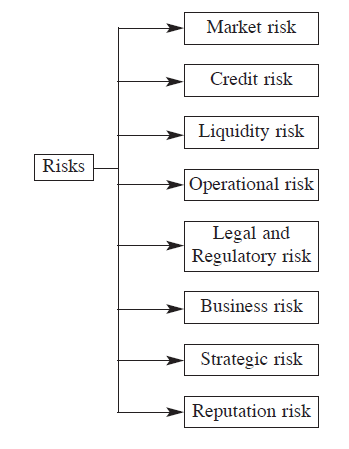 Market risk
Credit risk
Liquidity risk
Risks
Operational risk
Legal and
Regulatory risk
Business risk
Strategic risk
Reputation risk